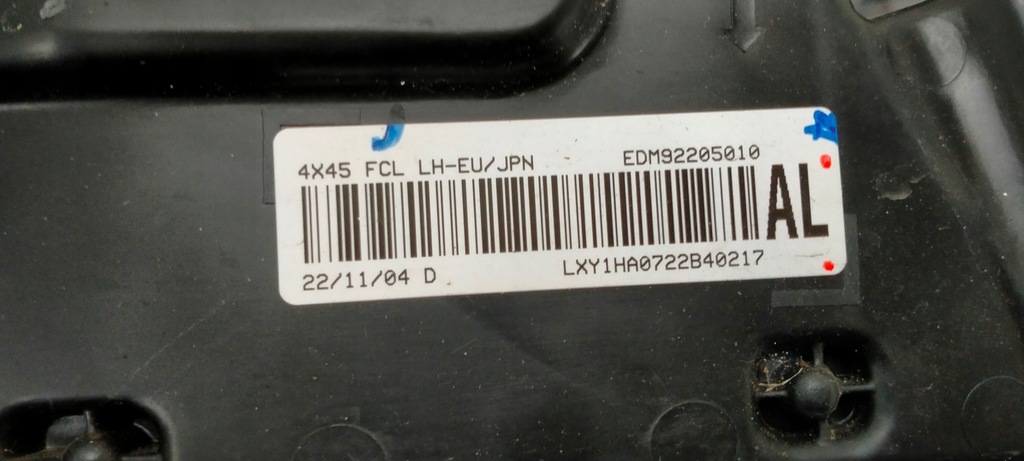 4X45 FCL LH-EU/JPN EDM92205010
AL
22/11/04 D LXY1HA0722B40217